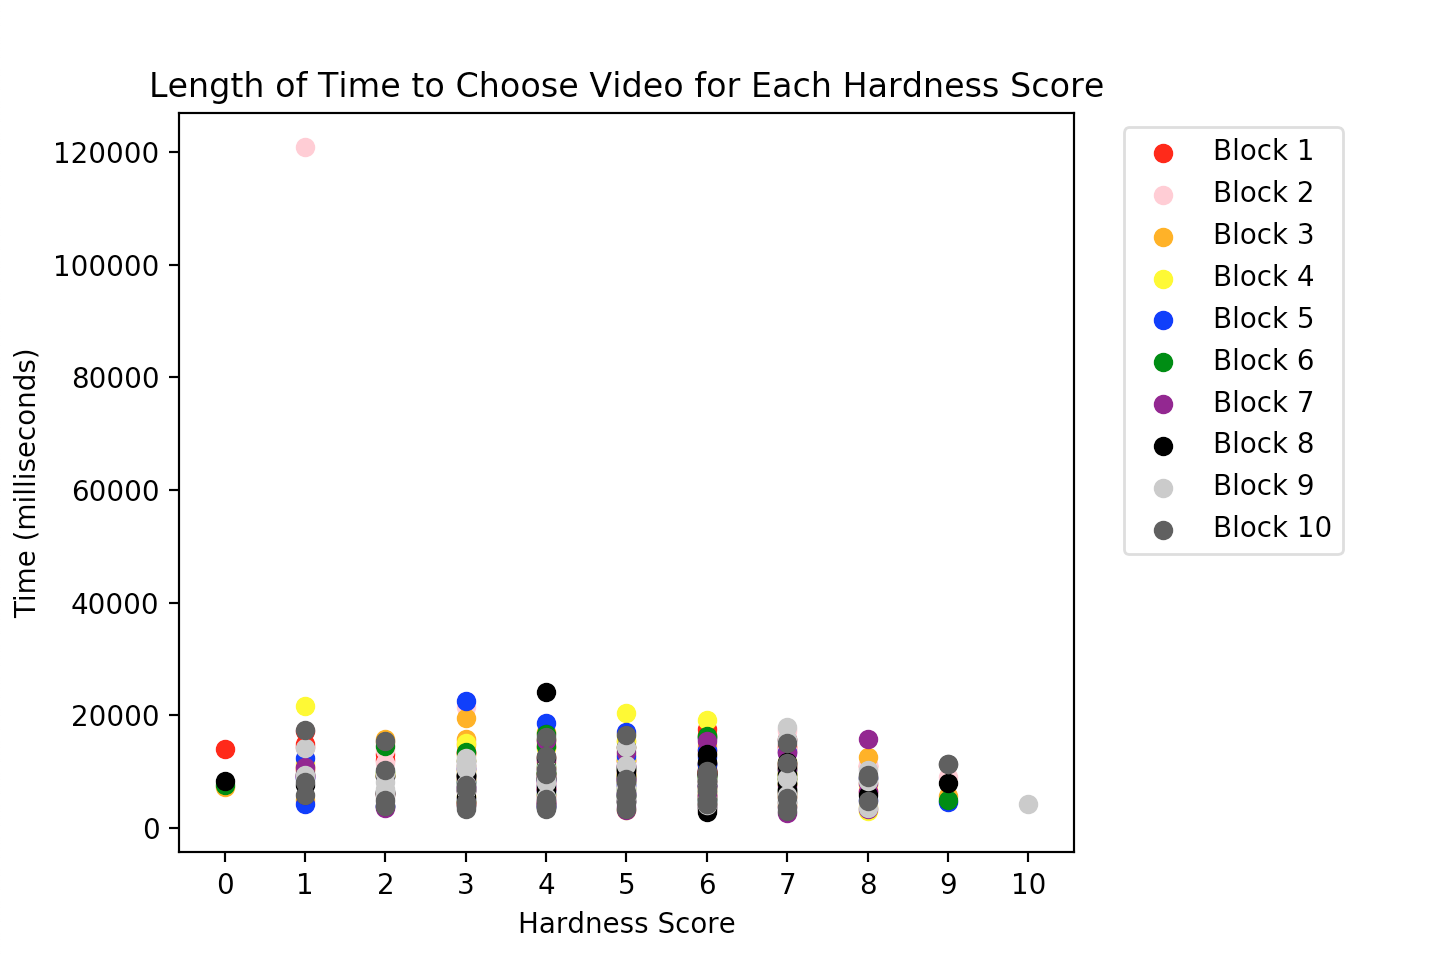 Length of Time to Choose Video for Each Hardness Score
120000
100000
80000
60000
40000
20000
0
Time (milliseconds)
0 1 2 3 4 5 6 7 8 9 10
Hardness Score
Block 1
Block 2
Block 3
Block 4
Block 5
Block 6
Block 7
Block 8
Block 9
Block 10